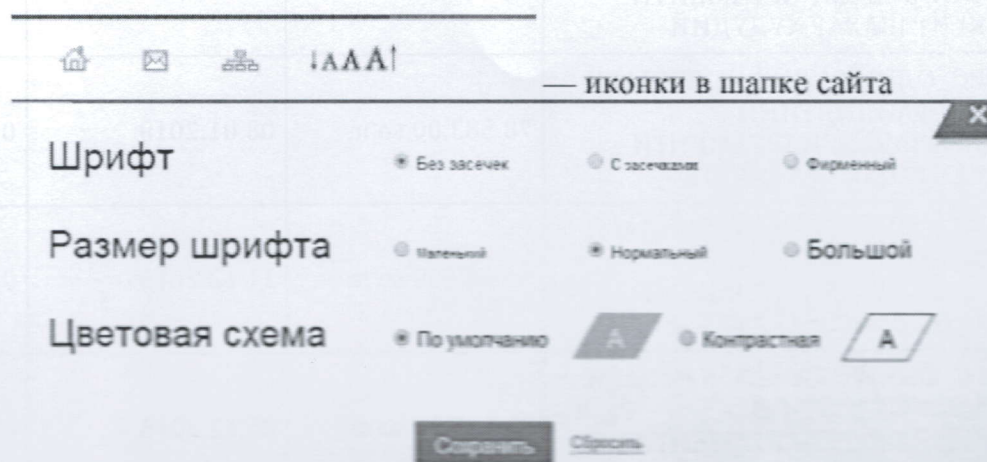 ↓AAA↑
— иконки в шапке сайта
×
Шрифт Без засечек С засечками Фирменный
Размер шрифта Маленький Нормальный Большой
Цветовая схема По умолчанию A Контрастная A
Сохранить Сбросить